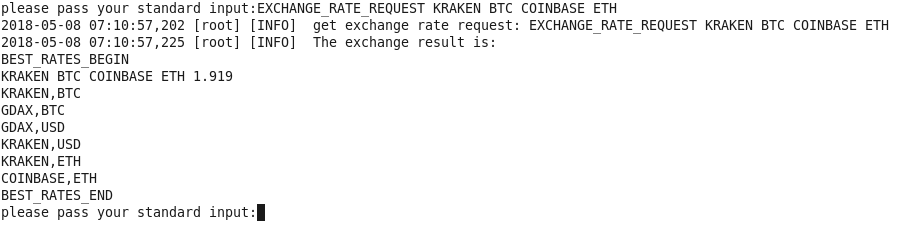 please pass your standard input:EXCHANGE_RATE_REQUEST KRAKEN BTC COINBASE ETH
2018-05-08 07:10:57,202 [root] [INFO]  get exchange rate request: EXCHANGE_RATE_REQUEST KRAKEN BTC COINBASE ETH
2018-05-08 07:10:57,225 [root] [INFO]  The exchange result is:
BEST_RATES_BEGIN
KRAKEN BTC COINBASE ETH 1.919
KRAKEN,BTC
GDAX,BTC
GDAX,USD
KRAKEN,USD
KRAKEN,ETH
COINBASE,ETH
BEST_RATES_END
please pass your standard input: